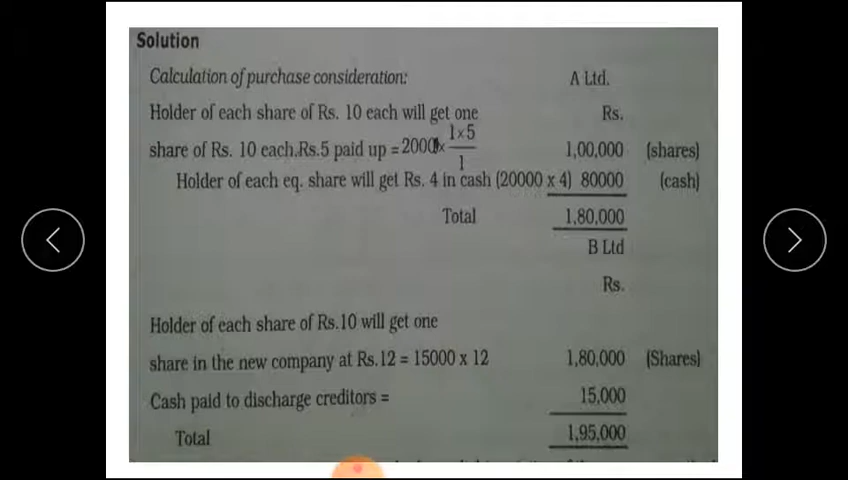 Solution
Calculation of purchase consideration: A Ltd.
Holder of each share of Rs. 10 each will get one Rs.
share of Rs. 10 each.Rs.5 paid up = 20000 x 1x5/1 1,00,000 (shares)
Holder of each eq. share will get Rs. 4 in cash (20000 x 4) 80000 (cash)
Total 1,80,000
B Ltd
Rs.
Holder of each share of Rs.10 will get one
share in the new company at Rs.12 = 15000 x 12 1,80,000 (Shares)
Cash paid to discharge creditors = 15,000
Total 1,95,000